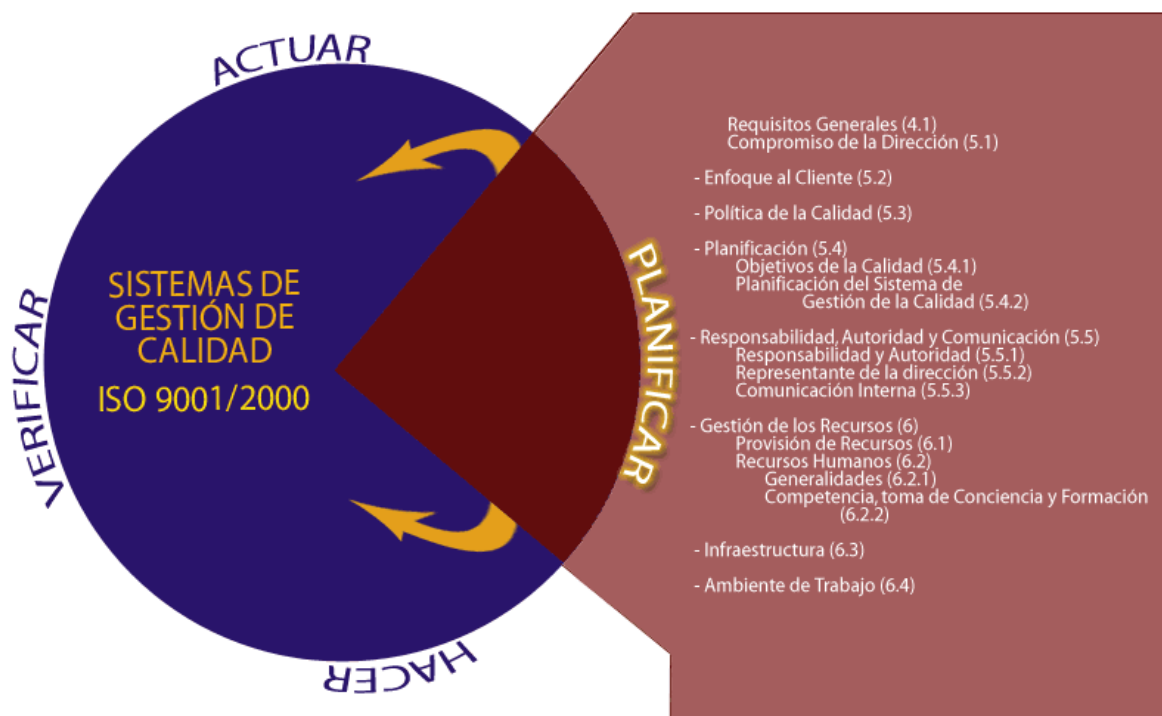 ACTUAR
VERIFICAR
SISTEMAS DE
GESTIÓN DE
CALIDAD
ISO 9001/2000
HACER
PLANIFICAR
Requisitos Generales (4.1)
Compromiso de la Dirección (5.1)
- Enfoque al Cliente (5.2)
- Política de la Calidad (5.3)
- Planificación (5.4)
Objetivos de la Calidad (5.4.1)
Planificación del Sistema de
Gestión de la Calidad (5.4.2)
- Responsabilidad, Autoridad y Comunicación (5.5)
Responsabilidad y Autoridad (5.5.1)
Representante de la dirección (5.5.2)
Comunicación Interna (5.5.3)
- Gestión de los Recursos (6)
Provisión de Recursos (6.1)
Recursos Humanos (6.2)
Generalidades (6.2.1)
Competencia, toma de Conciencia y Formación
(6.2.2)
- Infraestructura (6.3)
- Ambiente de Trabajo (6.4)